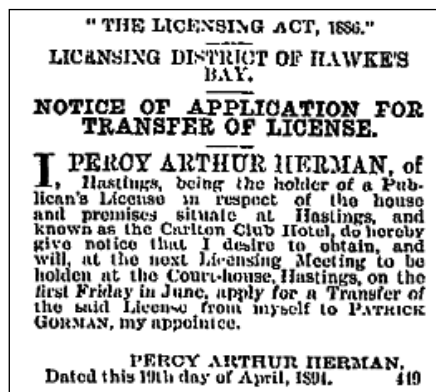 "THE LICENSING ACT, 1886."
LICENSING DISTRICT OF HAWKE'S
BAY.
NOTICE OF APPLICATION FOR
TRANSFER OF LICENSE.
I, PERCY ARTHUR HERMAN, of
Hastings, being the holder of a Pub-
lican's License in respect of the house
and premises situate at Hastings, and
known as the Carlton Club Hotel, do hereby
give notice that I desire to obtain, and
will, at the next Licensing Meeting to be
holden at the Court-house, Hastings, on the
first Friday in June, apply for a Transfer of
the said License from myself to PATRICK
GORMAN, my appointee.
PERCY ARTHUR HERMAN,
Dated this 19th day of April, 1894. 449